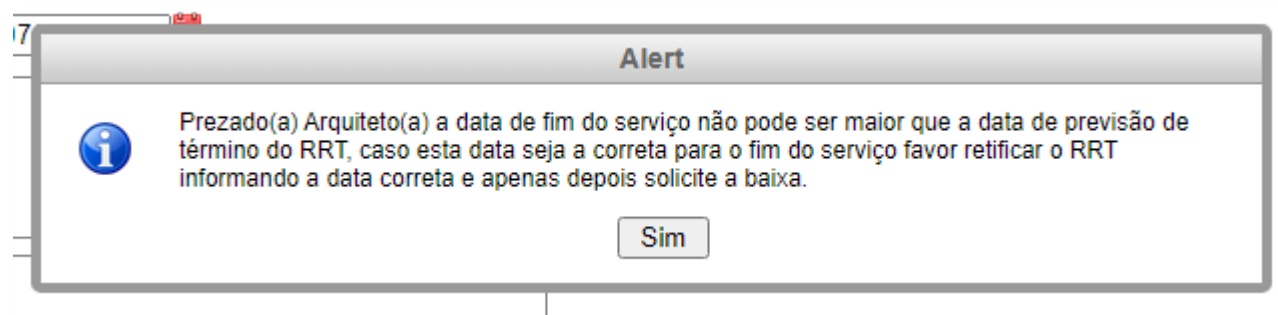 07
Alert
Prezado(a) Arquiteto(a) a data de fim do serviço não pode ser maior que a data de previsão de
término do RRT, caso esta data seja a correta para o fim do serviço favor retificar o RRT
informando a data correta e apenas depois solicite a baixa.
Sim